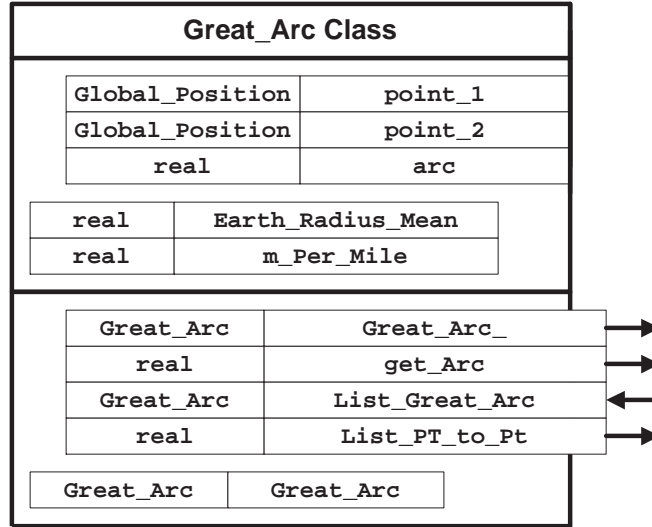 Great_Arc Class
Global_Position point_1
Global_Position point_2
real arc
real Earth_Radius_Mean
real m_Per_Mile
Great_Arc Great_Arc_
real get_Arc
Great_Arc List_Great_Arc
real List_PT_to_Pt
Great_Arc Great_Arc